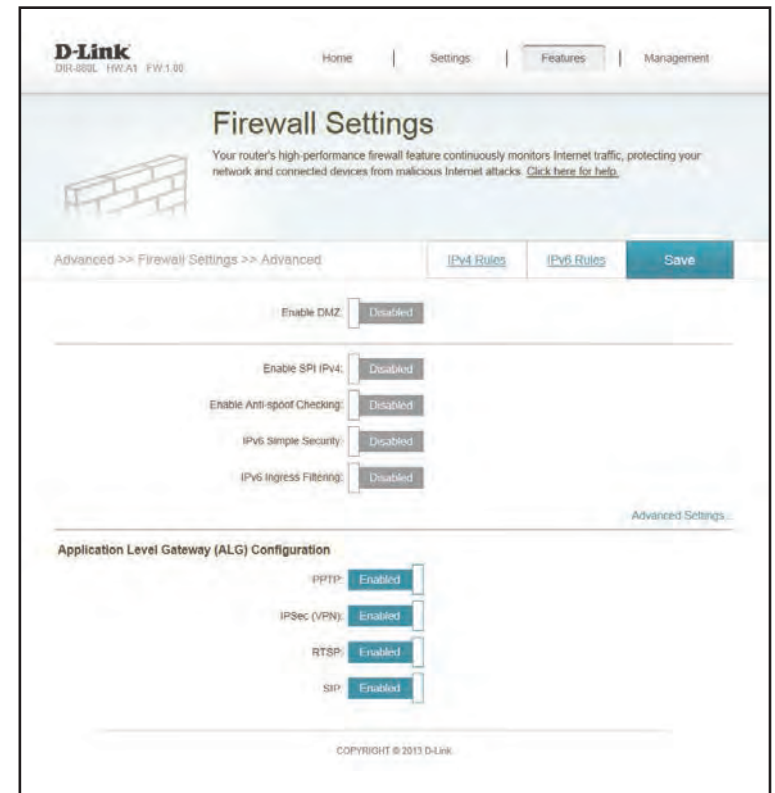 D-Link
DIR-880L HW:A1 FW:1.00
Home | Settings | Features | Management
Firewall Settings
Your router's high-performance firewall feature continuously monitors Internet traffic, protecting your
network and connected devices from malicious Internet attacks. Click here for help.
Advanced >> Firewall Settings >> Advanced
IPv4 Rules
IPv6 Rules
Save
Enable DMZ: Disabled
Enable SPI IPv4: Disabled
Enable Anti-spoof Checking: Disabled
IPv6 Simple Security: Disabled
IPv6 Ingress Filtering: Disabled
Advanced Settings...
Application Level Gateway (ALG) Configuration
PPTP: Enabled
IPSec (VPN): Enabled
RTSP: Enabled
SIP: Enabled
COPYRIGHT © 2013 D-Link